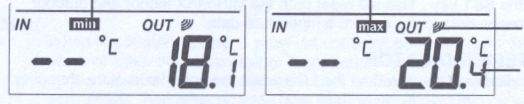 IN min OUT
-- °C 18.1 °C
IN max OUT
-- °C 20.4 °C